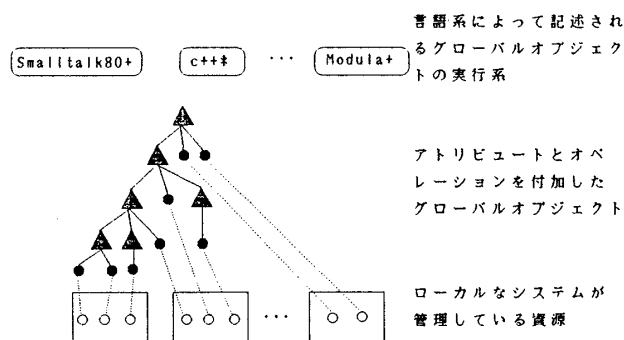 言語系によって記述され
るグローバルオブジェク
トの実行系
Smalltalk80+
c++‡
···
Modula+
アトリビュートとオペ
レーションを付加した
グローバルオブジェクト
ローカルなシステムが
管理している資源
···